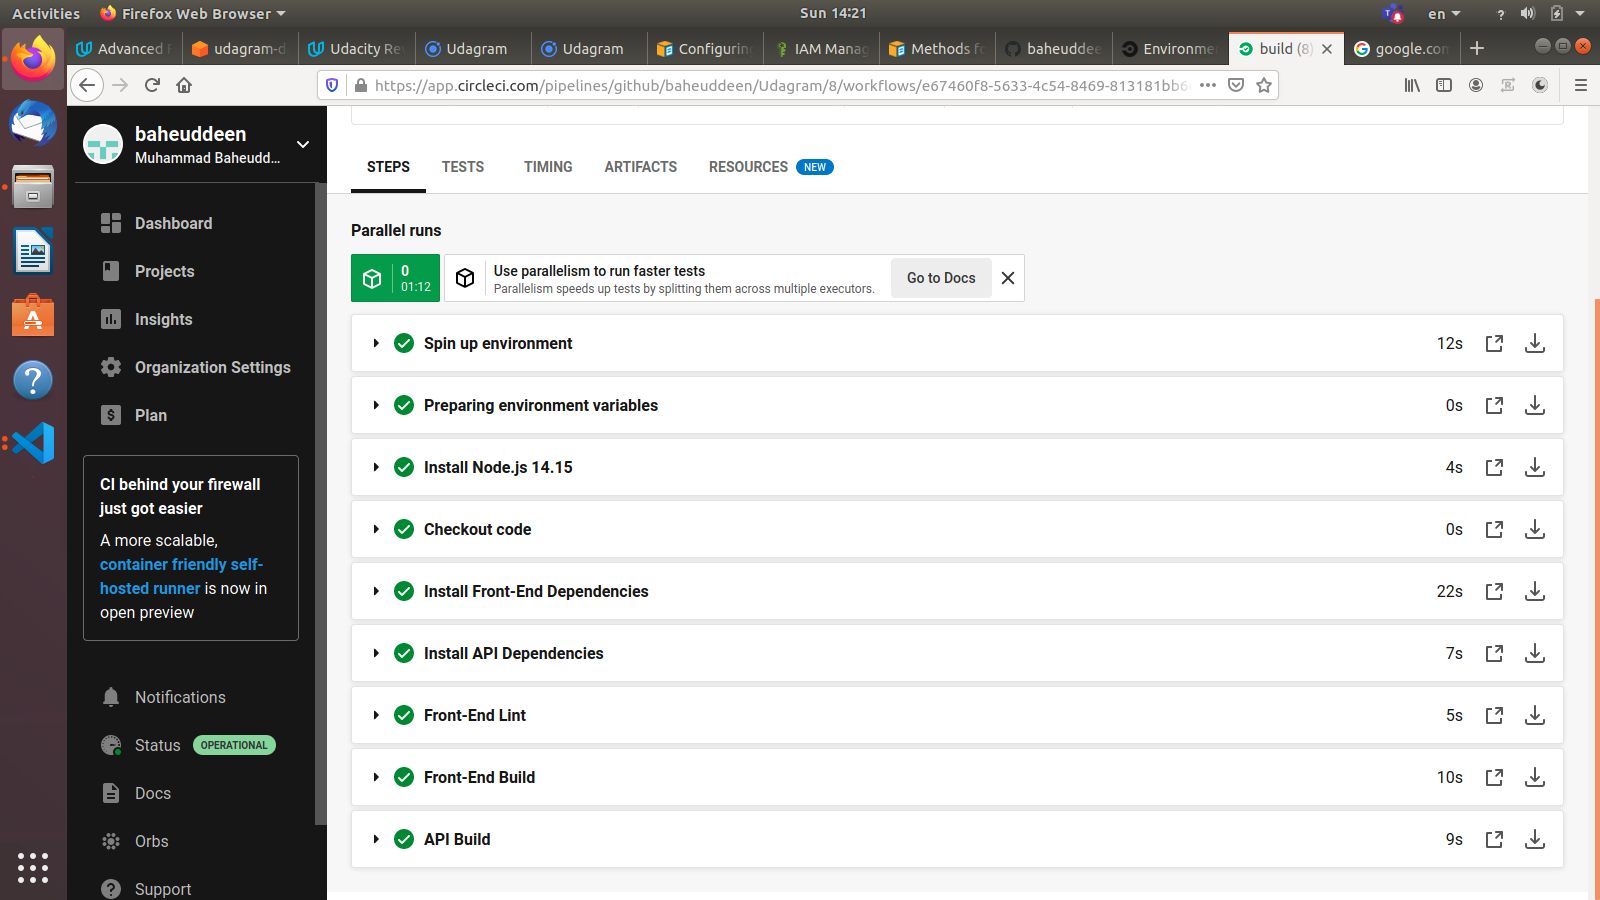 Activities
Firefox Web Browser
Sun 14:21
en
?
Advanced
udagram-d
Udacity Re
Udagram
Udagram
Configurin
IAM Manag
Methods fo
baheuddee
Environmen
build (8)
google.com
https://app.circleci.com/pipelines/github/baheuddeen/Udagram/8/workflows/e67460f8-5633-4c54-8469-813181bb6
baheuddeen
Muhammad Baheudd...
Dashboard
Projects
Insights
Organization Settings
Plan
CI behind your firewall
just got easier
A more scalable,
container friendly self-
hosted runner is now in
open preview
Notifications
Status OPERATIONAL
Docs
Orbs
Support
STEPS
TESTS
TIMING
ARTIFACTS
RESOURCES NEW
Parallel runs
0
01:12
Use parallelism to run faster tests
Parallelism speeds up tests by splitting them across multiple executors.
Go to Docs
Spin up environment 12s
Preparing environment variables 0s
Install Node.js 14.15 4s
Checkout code 0s
Install Front-End Dependencies 22s
Install API Dependencies 7s
Front-End Lint 5s
Front-End Build 10s
API Build 9s